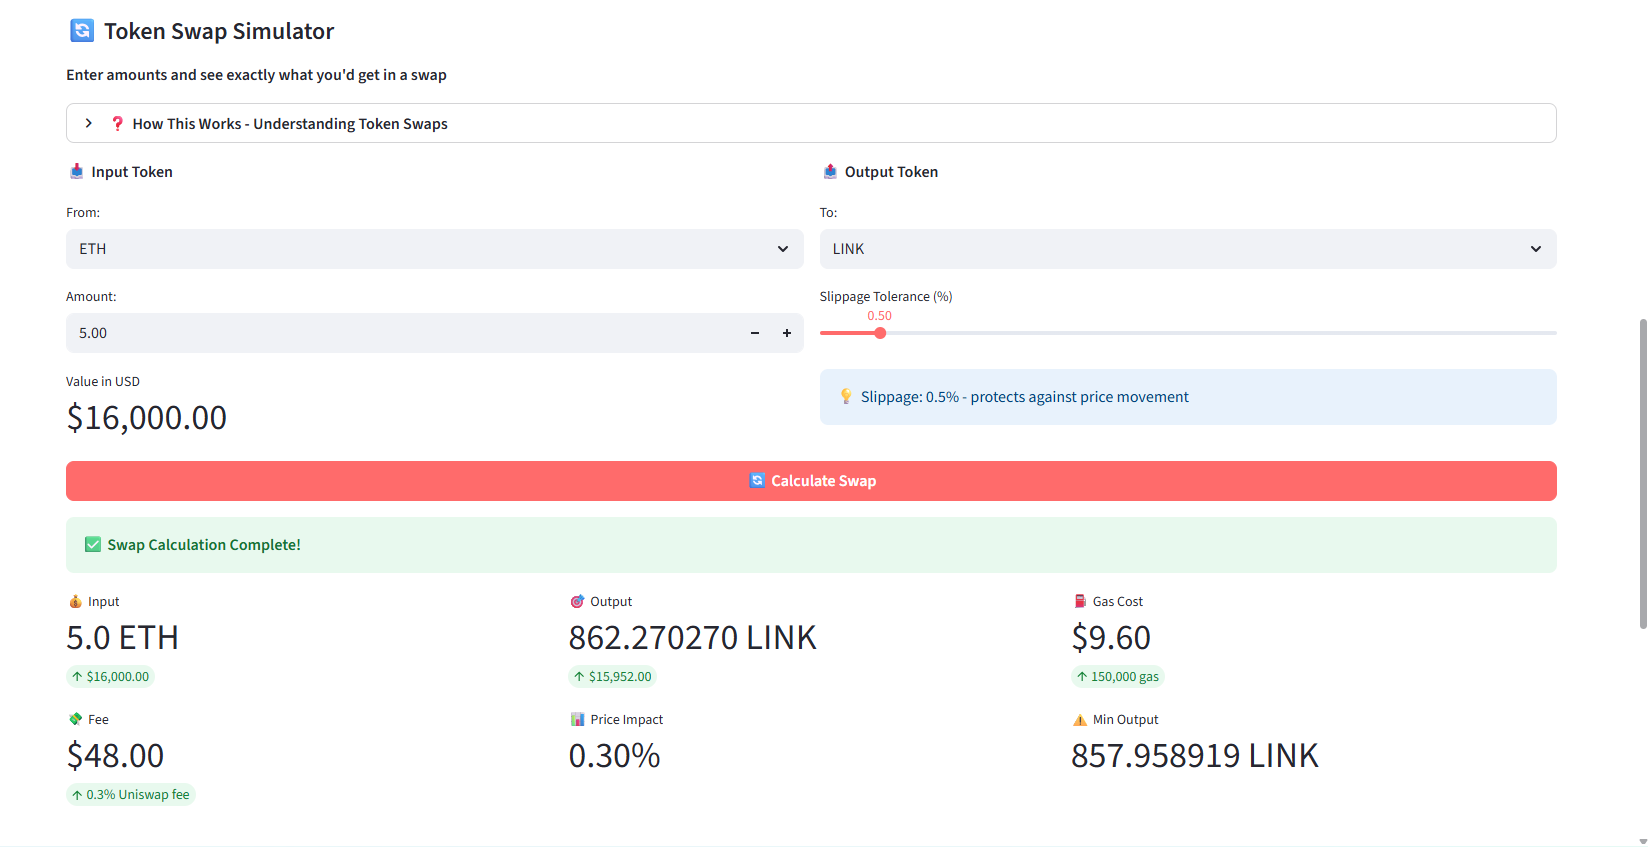 Token Swap Simulator
Enter amounts and see exactly what you'd get in a swap
How This Works - Understanding Token Swaps
Input Token
Output Token
From:
To:
ETH
LINK
Amount:
Slippage Tolerance (%)
0.50
5.00
Value in USD
$16,000.00
Slippage: 0.5% - protects against price movement
Calculate Swap
Swap Calculation Complete!
Input
Output
Gas Cost
5.0 ETH
862.270270 LINK
$9.60
↑ $16,000.00
↑ $15,952.00
↑ 150,000 gas
Fee
Price Impact
Min Output
$48.00
0.30%
857.958919 LINK
↑ 0.3% Uniswap fee